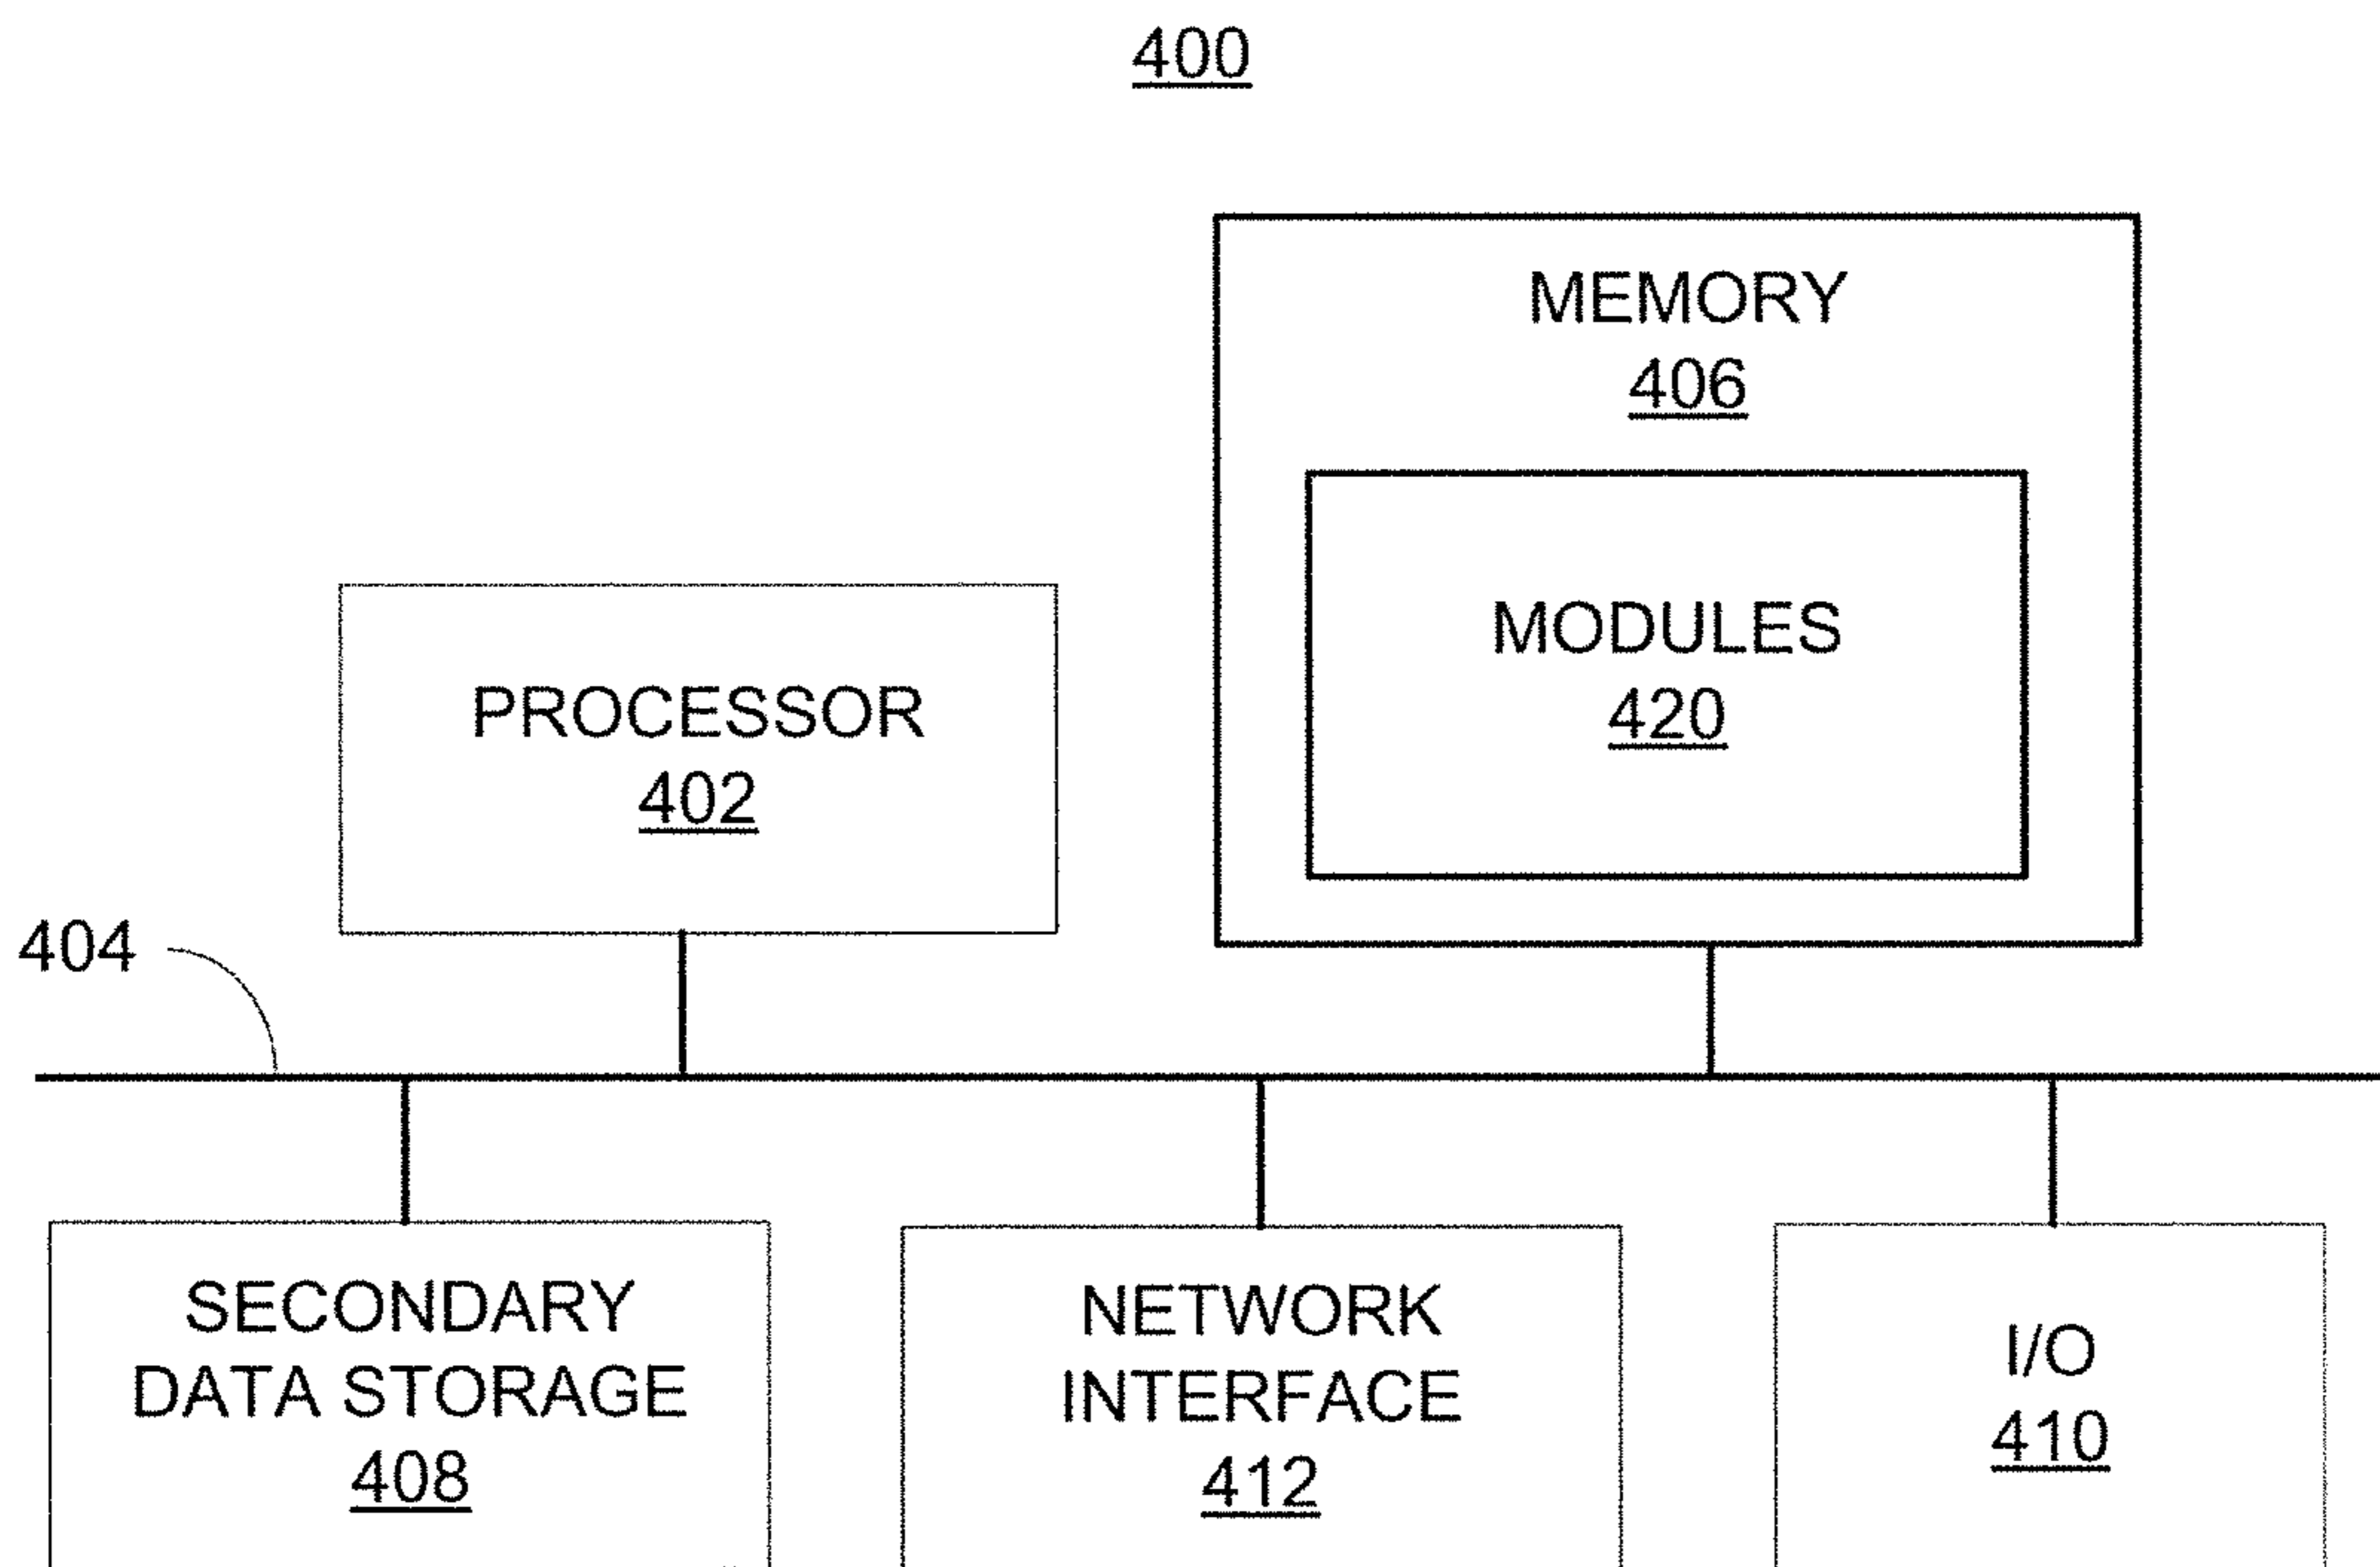 400
MEMORY
406
MODULES
420
PROCESSOR
402
404
SECONDARY
DATA STORAGE
408
NETWORK
INTERFACE
412
I/O
410